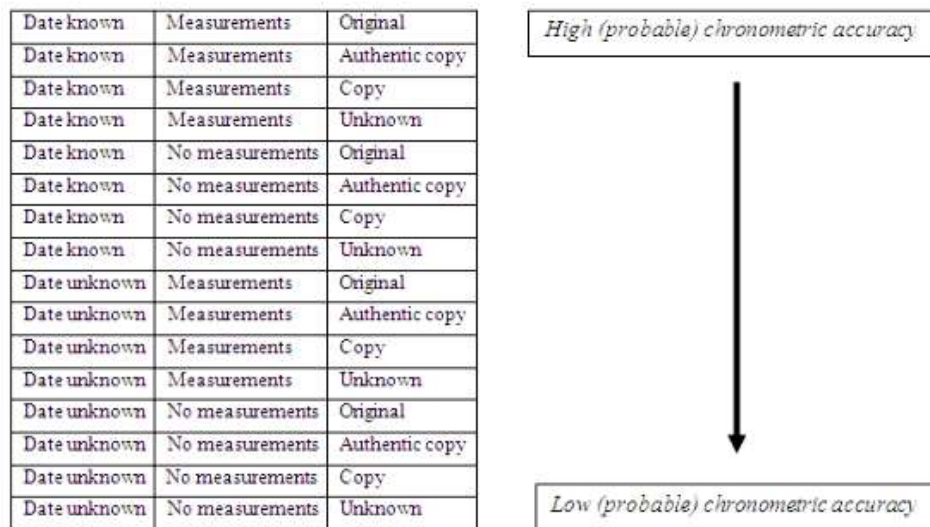 Date known Measurements Original
High (probable) chronometric accuracy
Date known Measurements Authentic copy
Date known Measurements Copy
Date known Measurements Unknown
Date known No measurements Original
Date known No measurements Authentic copy
Date known No measurements Copy
Date known No measurements Unknown
Date unknown Measurements Original
Date unknown Measurements Authentic copy
Date unknown Measurements Copy
Date unknown Measurements Unknown
Date unknown No measurements Original
Date unknown No measurements Authentic copy
Date unknown No measurements Copy
Date unknown No measurements Unknown
Low (probable) chronometric accuracy